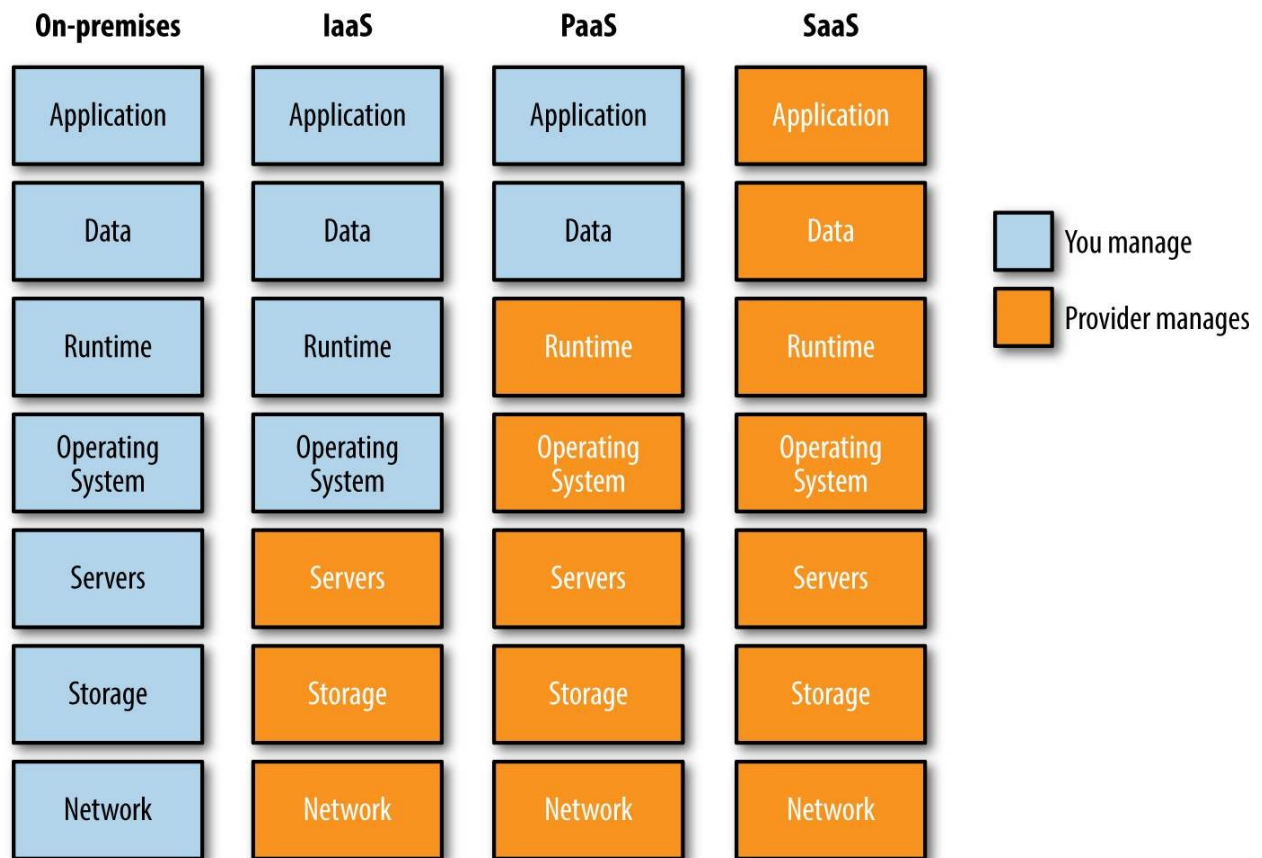 On-premises
IaaS
PaaS
SaaS
Application
Application
Application
Application
Data
Data
Data
Data
You manage
Runtime
Runtime
Runtime
Runtime
Provider manages
Operating
System
Operating
System
Operating
System
Operating
System
Servers
Servers
Servers
Servers
Storage
Storage
Storage
Storage
Network
Network
Network
Network